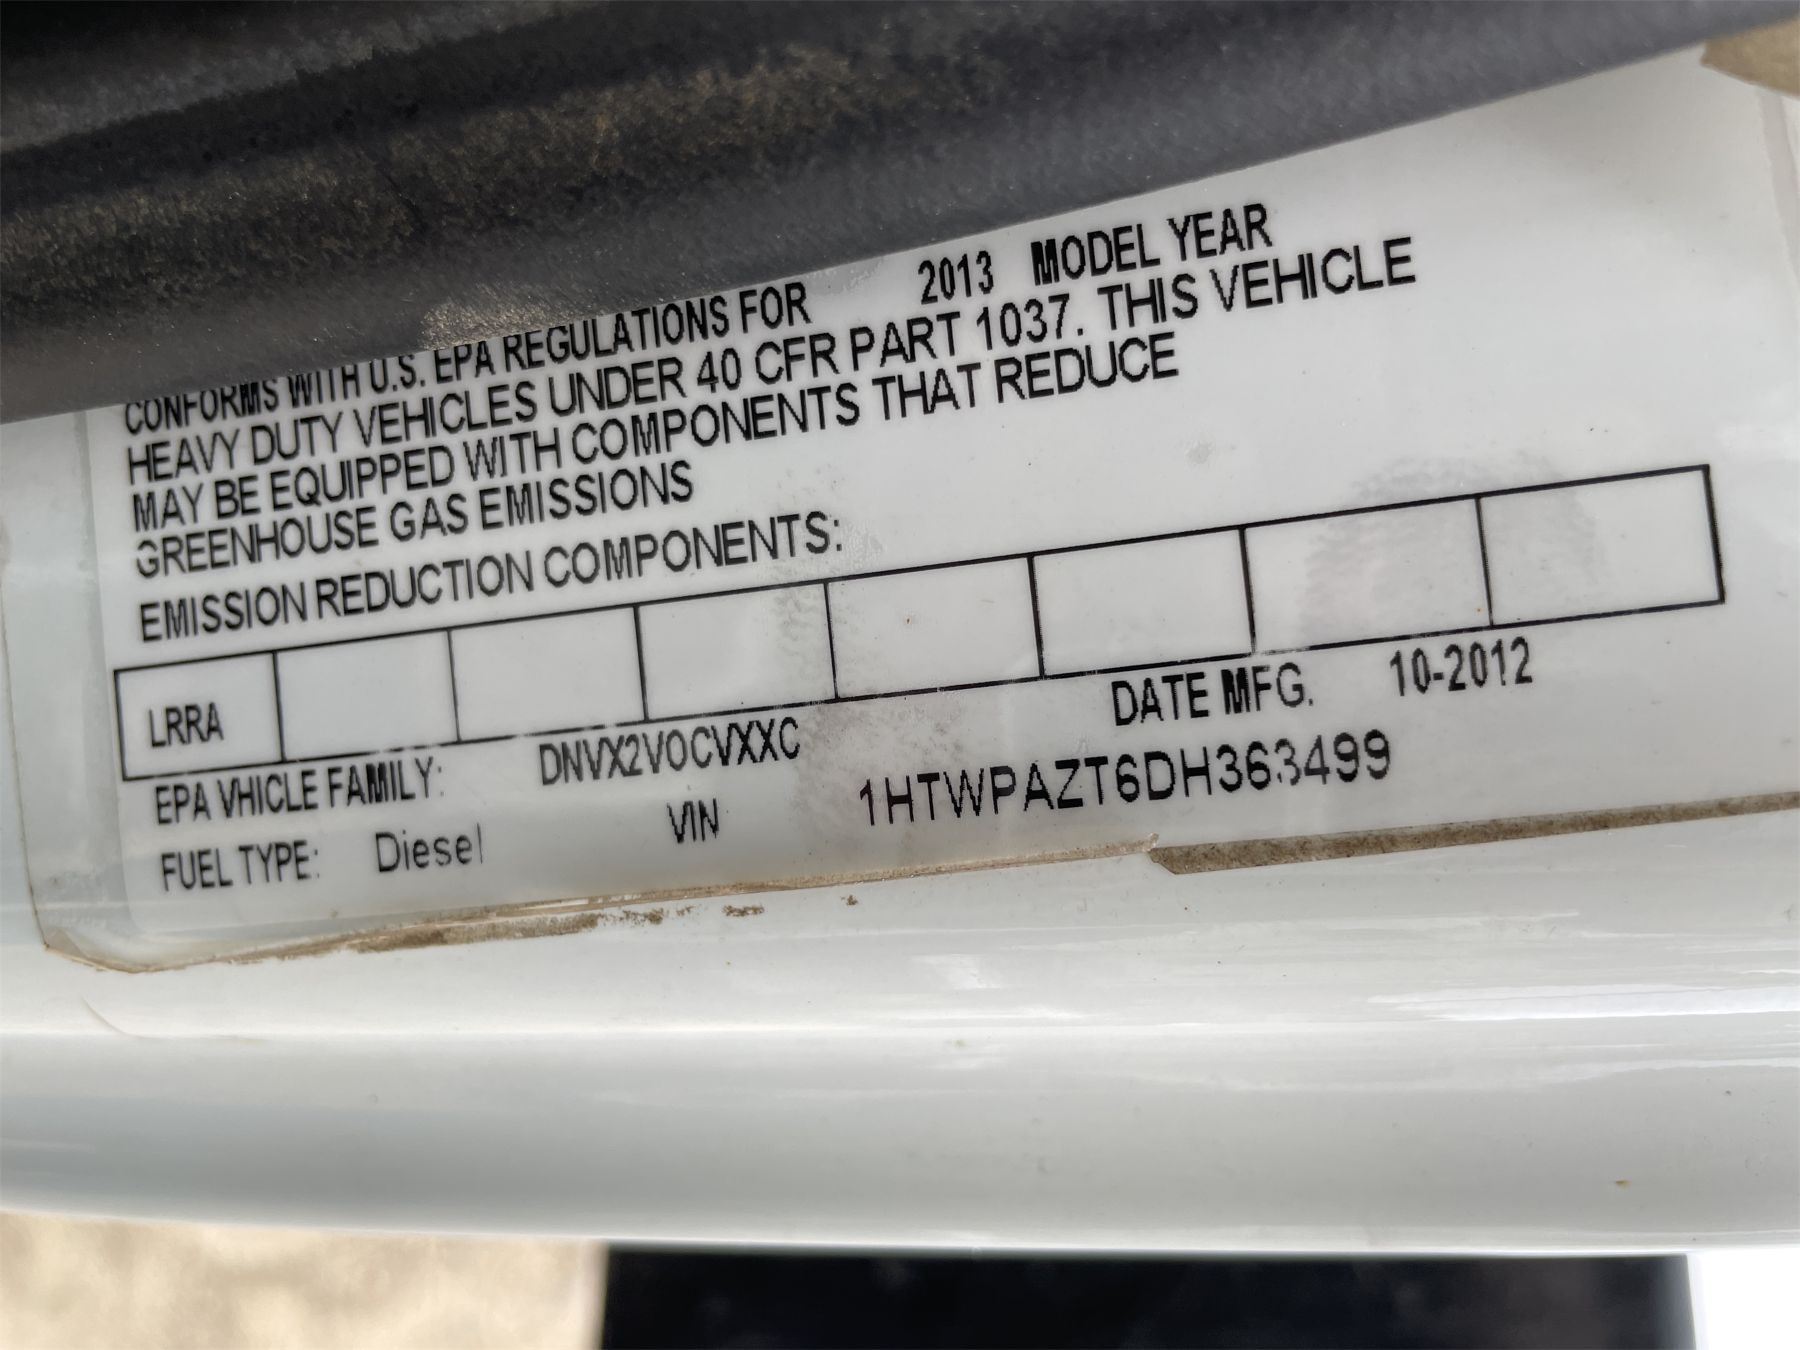 CONFORMS WITH U.S. EPA REGULATIONS FOR 2013 MODEL YEAR
HEAVY DUTY VEHICLES UNDER 40 CFR PART 1037. THIS VEHICLE
MAY BE EQUIPPED WITH COMPONENTS THAT REDUCE
GREENHOUSE GAS EMISSIONS
EMISSION REDUCTION COMPONENTS:
LRRA
EPA VHICLE FAMILY: DNVX2VOCVXXC DATE MFG. 10-2012
FUEL TYPE: Diesel VIN 1HTWPAZT6DH363499